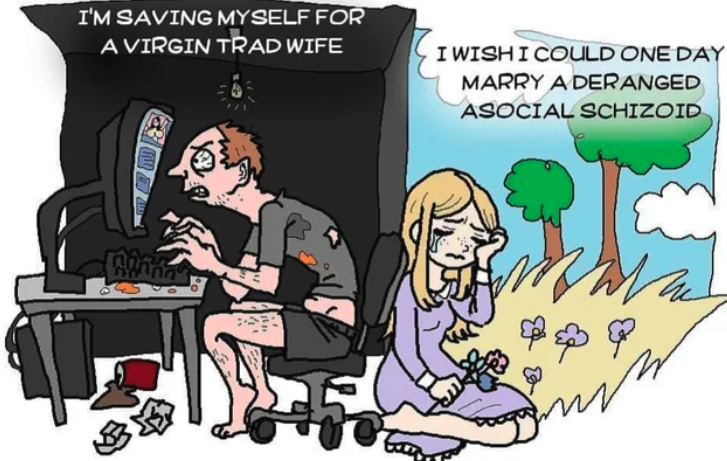 I'M SAVING MYSELF FOR
A VIRGIN TRAD WIFE
I WISH I COULD ONE DAY
MARRY A DERANGED
ASOCIAL SCHIZOID